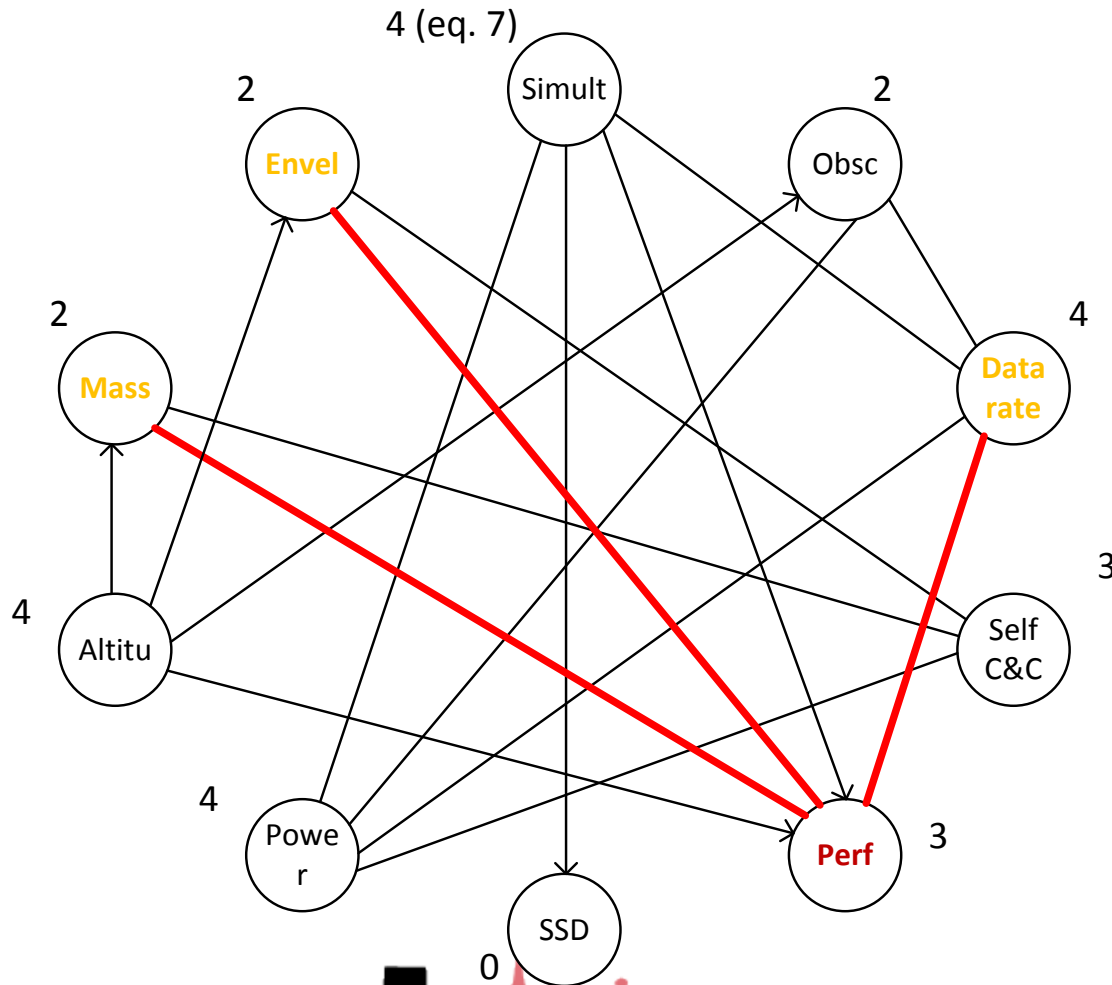 4 (eq. 7)
Simult
2
Envel
2
Obsc
2
Mass
4
Data
rate
4
Altitu
3
Self
C&C
4
Powe
r
Perf
3
SSD
0